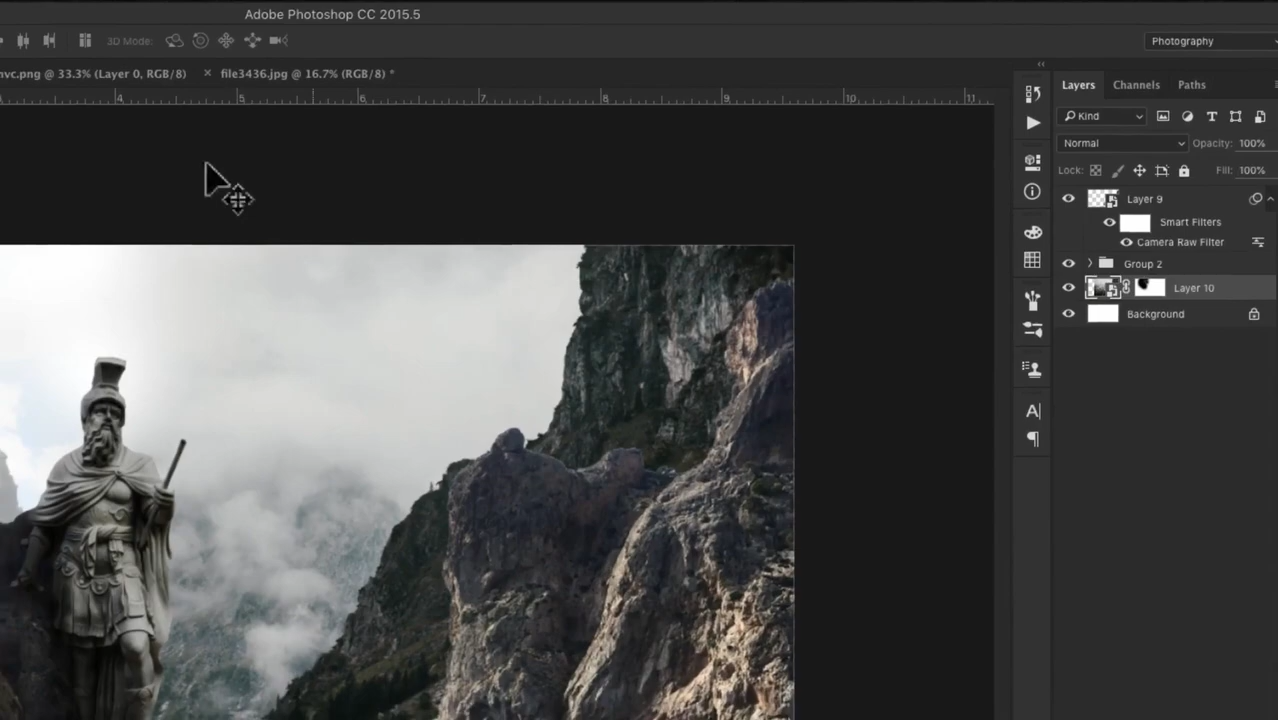 Adobe Photoshop CC 2015.5
3D Mode:
Photography
nvc.png @ 33.3% (Layer 0, RGB/8)
× file3436.jpg @ 16.7% (RGB/8) *
4 5 6 7 8 9 10 11
Layers Channels Paths
Kind
Normal Opacity: 100%
Lock: Fill: 100%
Layer 9
Smart Filters
Camera Raw Filter
Group 2
Layer 10
Background